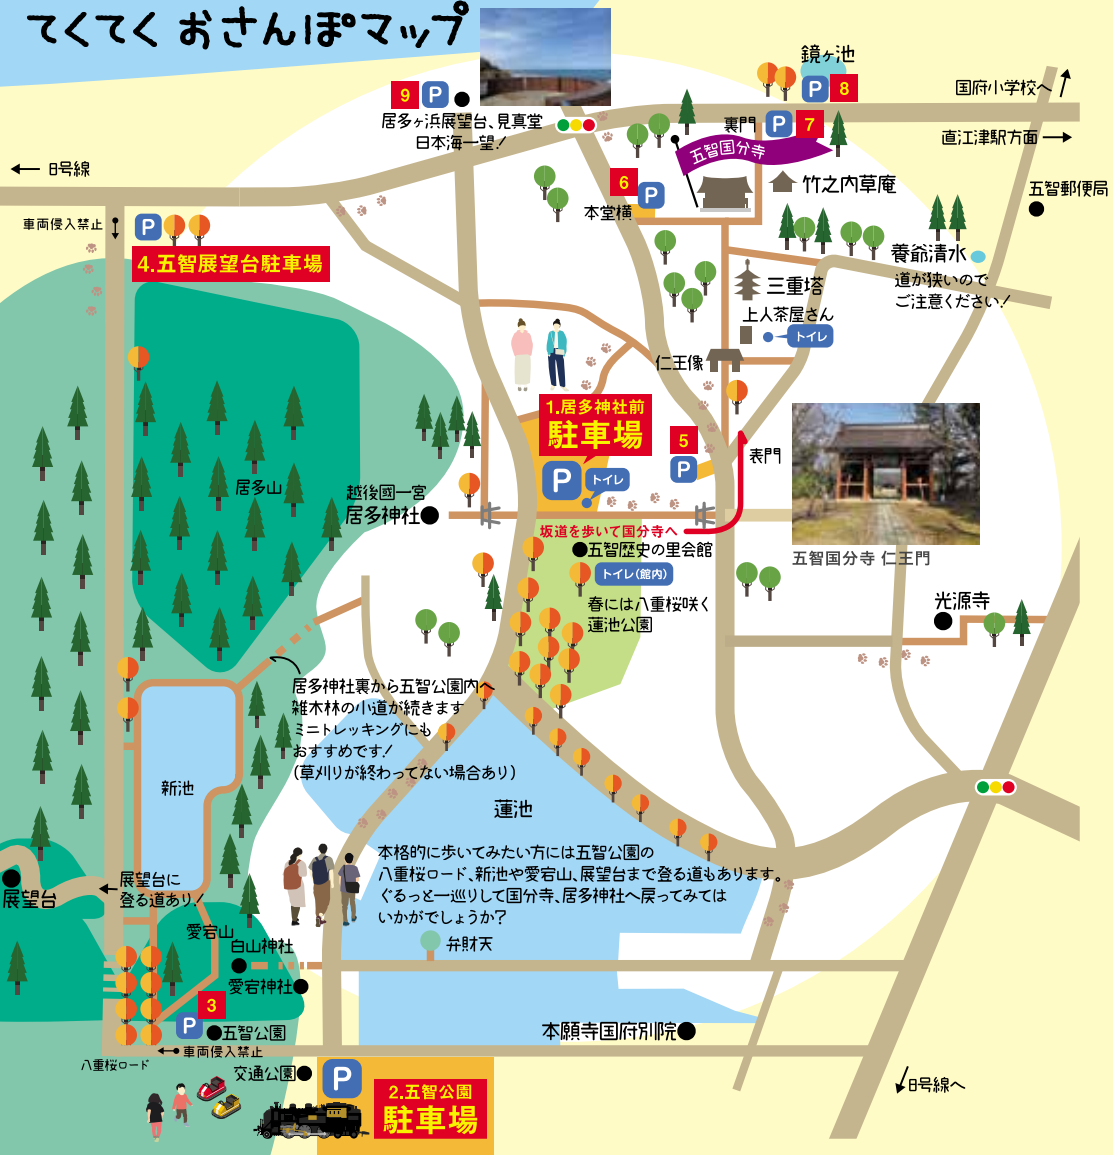 てくてく おさんぽマップ
鏡ヶ池
P 8
国府小学校へ
9 P
居多ヶ浜展望台、見真堂
日本海一望!
裏門 P 7
五智国分寺
直江津駅方面
8号線
6 P
本堂横
竹之内草庵
五智郵便局
車両侵入禁止
P
4.五智展望台駐車場
養爺清水
道が狭いので
ご注意ください!
三重塔
上人茶屋さん
トイレ
仁王像
1.居多神社前
駐車場
P
トイレ
5
P
表門
居多山
越後國一宮
居多神社
坂道を歩いて国分寺へ
五智歴史の里会館
トイレ(館内)
春には八重桜咲く
蓮池公園
五智国分寺 仁王門
光源寺
居多神社裏から五智公園内へ
雑木林の小道が続きます
ミニトレッキングにも
おすすめです!
(草刈りが終わってない場合あり)
新池
蓮池
本格的に歩いてみたい方には五智公園の
八重桜ロード、新池や愛宕山、展望台まで登る道もあります。
ぐるっと一巡りして国分寺、居多神社へ戻ってみては
いかがでしょうか?
展望台
展望台に
登る道あり!
愛宕山
白山神社
弁財天
愛宕神社
3
P
五智公園
本願寺国府別院
車両侵入禁止
八重桜ロード
交通公園
P
2.五智公園
駐車場
8号線へ